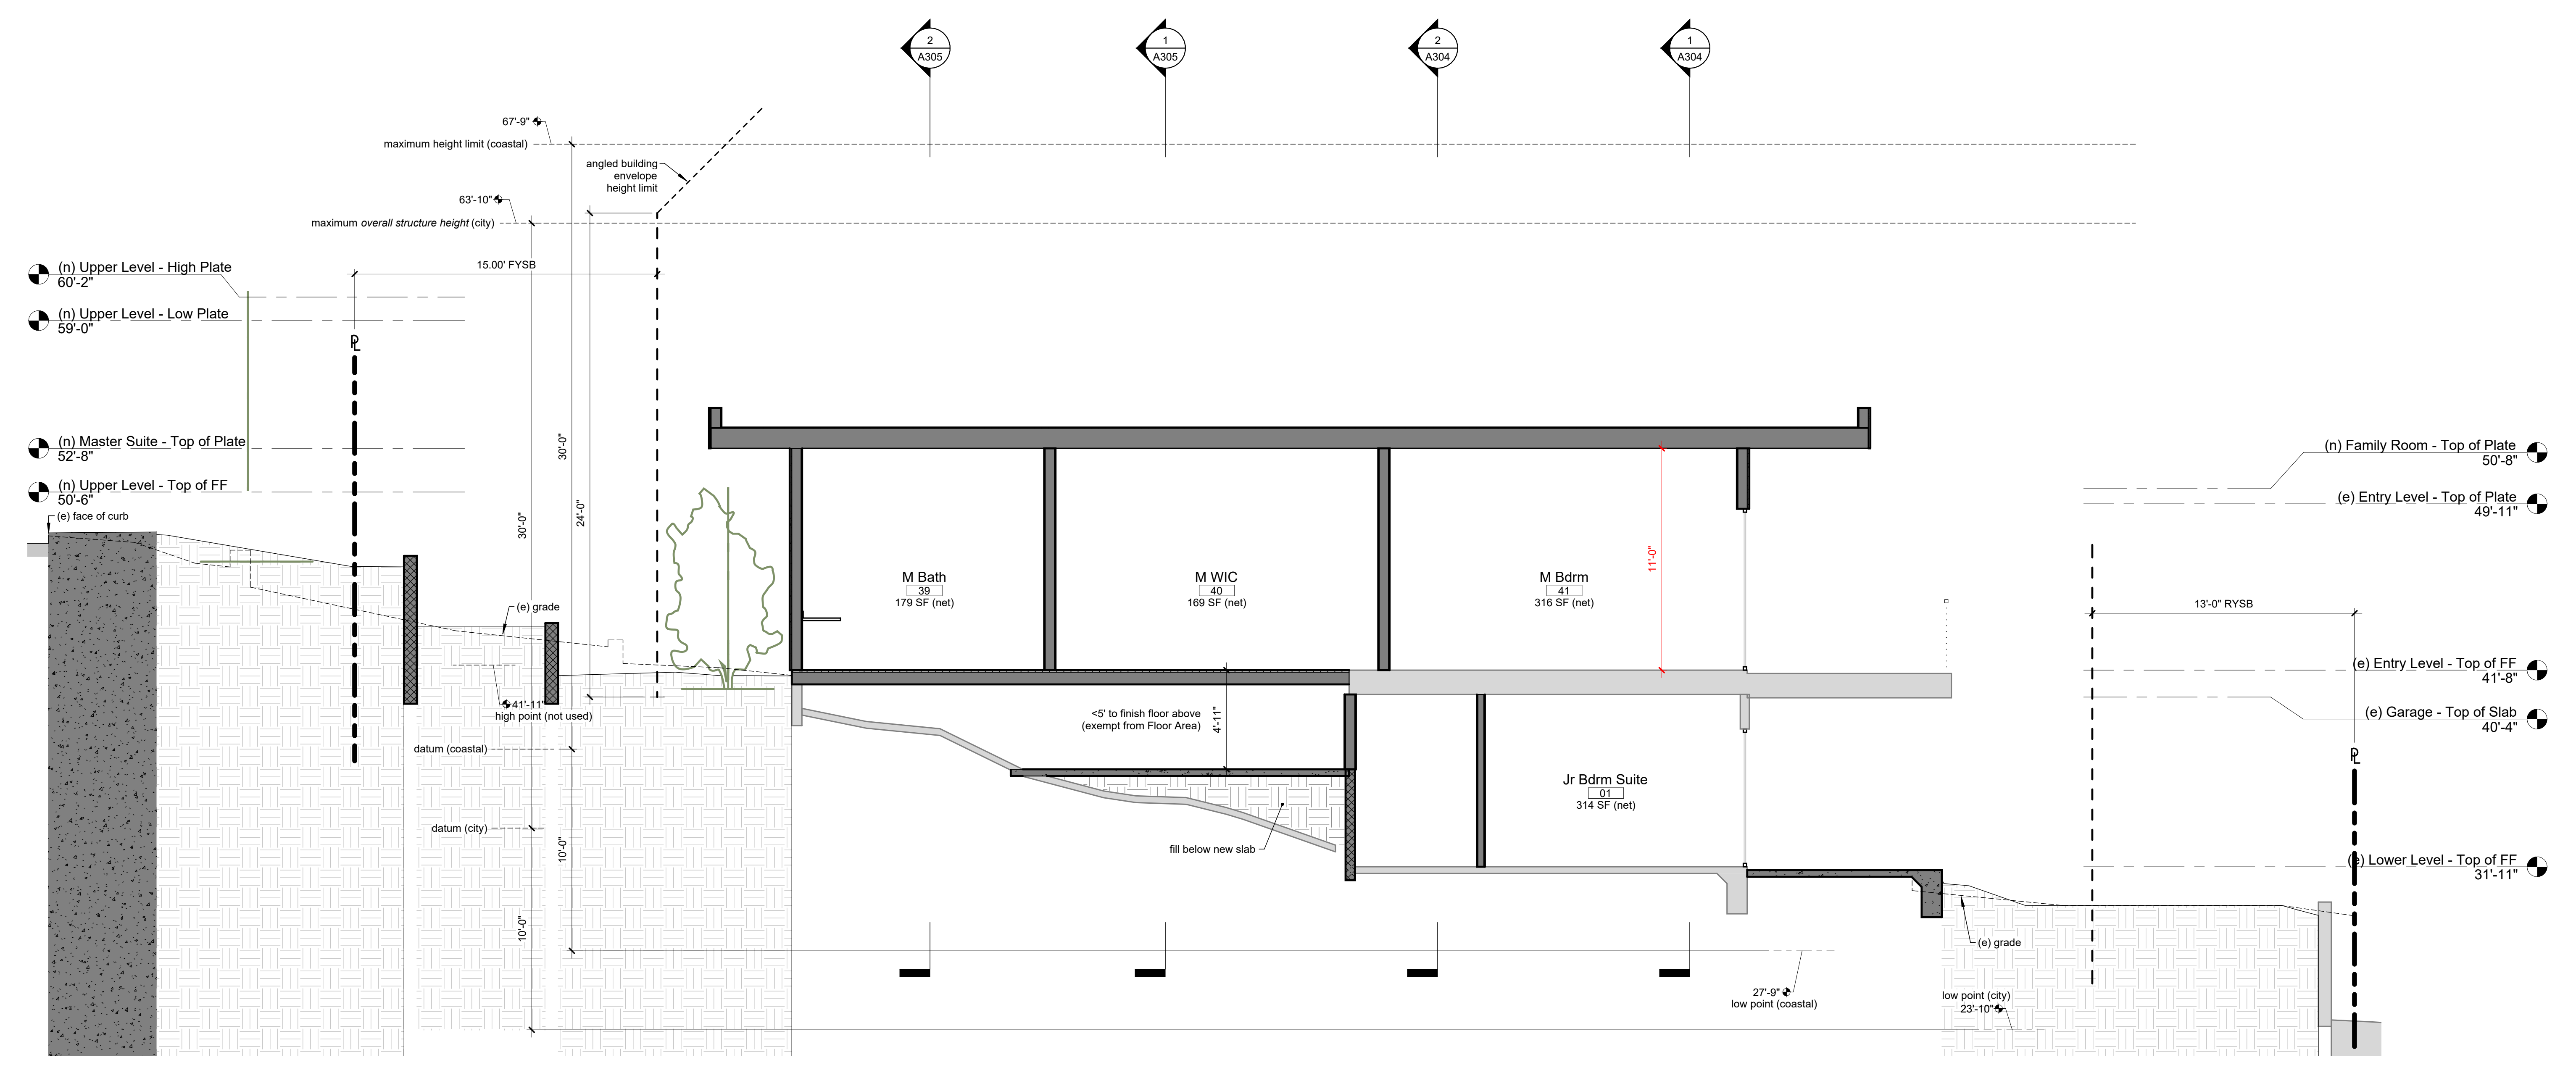 2
A305
1
A305
2
A304
1
A304
67'-9"
maximum height limit (coastal)
angled building
envelope
height limit
63'-10"
maximum overall structure height (city)
15.00' FYSB
(n) Upper Level - High Plate
60'-2"
(n) Upper Level - Low Plate
59'-0"
PL
(n) Master Suite - Top of Plate
52'-8"
(n) Upper Level - Top of FF
50'-6"
(e) face of curb
30'-0"
30'-0"
24'-0"
(e) grade
41'-11"
high point (not used)
datum (coastal)
datum (city)
10'-0"
10'-0"
M Bath
39
179 SF (net)
M WIC
40
169 SF (net)
M Bdrm
41
316 SF (net)
11'-0"
<5' to finish floor above
(exempt from Floor Area)
4'-11"
fill below new slab
Jr Bdrm Suite
01
314 SF (net)
(n) Family Room - Top of Plate
50'-8"
(e) Entry Level - Top of Plate
49'-11"
13'-0" RYSB
(e) Entry Level - Top of FF
41'-8"
(e) Garage - Top of Slab
40'-4"
PL
(e) Lower Level - Top of FF
31'-11"
(e) grade
27'-9"
low point (coastal)
low point (city)
23'-10"